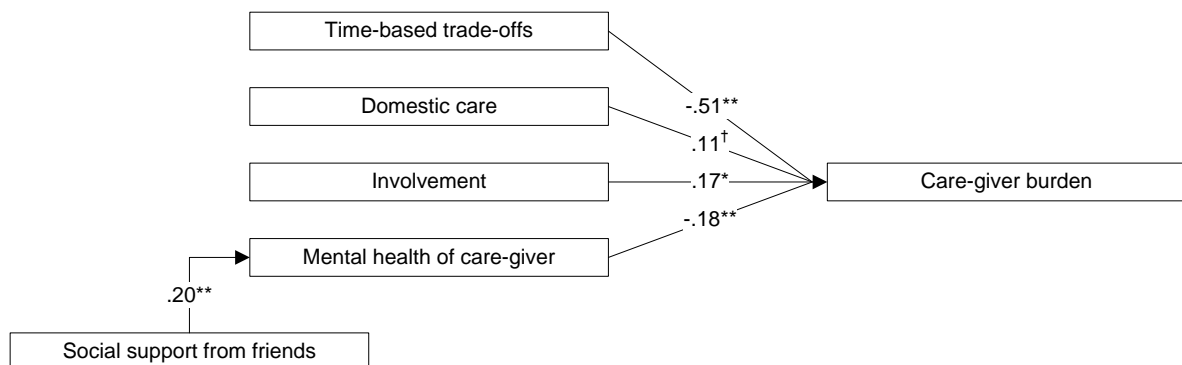 Time-based trade-offs
-.51**
Domestic care
.11†
Involvement
.17*
Care-giver burden
-.18**
Mental health of care-giver
.20**
Social support from friends